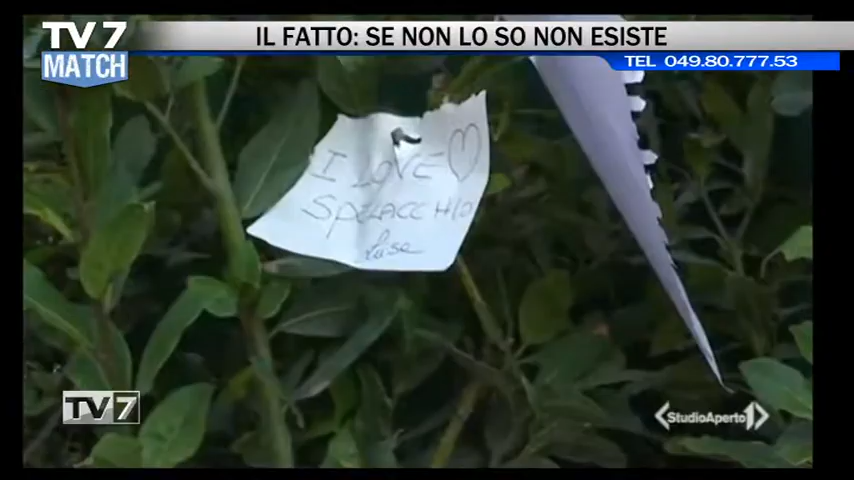 TV7
MATCH
IL FATTO: SE NON LO SO NON ESISTE
TEL 049.80.777.53
I LOVE
SPELACCHIO
TV7
StudioAperto